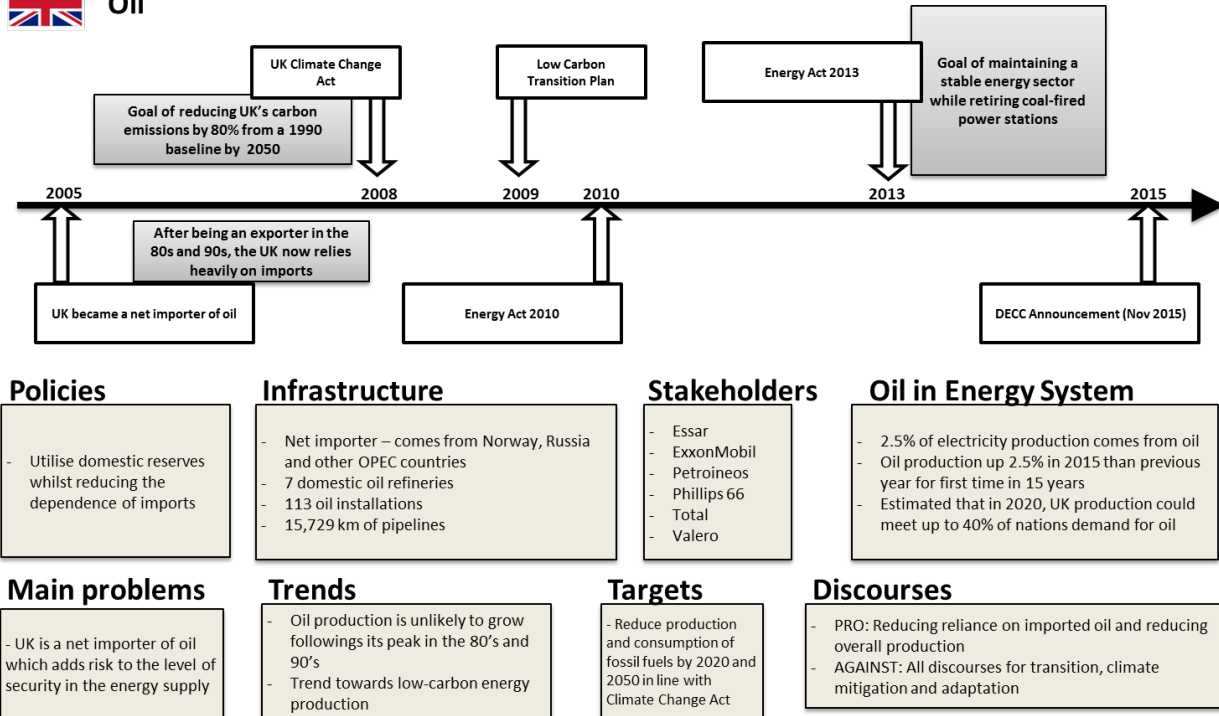 Oil
UK Climate Change
Act
Low Carbon
Transition Plan
Energy Act 2013
Goal of maintaining a
stable energy sector
while retiring coal-fired
power stations
Goal of reducing UK's carbon
emissions by 80% from a 1990
baseline by 2050
2005
2008
2009
2010
2013
2015
After being an exporter in the
80s and 90s, the UK now relies
heavily on imports
UK became a net importer of oil
Energy Act 2010
DECC Announcement (Nov 2015)
Policies
- Utilise domestic reserves
whilst reducing the
dependence of imports
Infrastructure
- Net importer – comes from Norway, Russia
and other OPEC countries
- 7 domestic oil refineries
- 113 oil installations
- 15,729 km of pipelines
Stakeholders
- Essar
- ExxonMobil
- Petroineos
- Phillips 66
- Total
- Valero
Oil in Energy System
- 2.5% of electricity production comes from oil
- Oil production up 2.5% in 2015 than previous
year for first time in 15 years
- Estimated that in 2020, UK production could
meet up to 40% of nations demand for oil
Main problems
- UK is a net importer of oil
which adds risk to the level of
security in the energy supply
Trends
- Oil production is unlikely to grow
followings its peak in the 80's and
90's
- Trend towards low-carbon energy
production
Targets
- Reduce production
and consumption of
fossil fuels by 2020 and
2050 in line with
Climate Change Act
Discourses
- PRO: Reducing reliance on imported oil and reducing
overall production
- AGAINST: All discourses for transition, climate
mitigation and adaptation